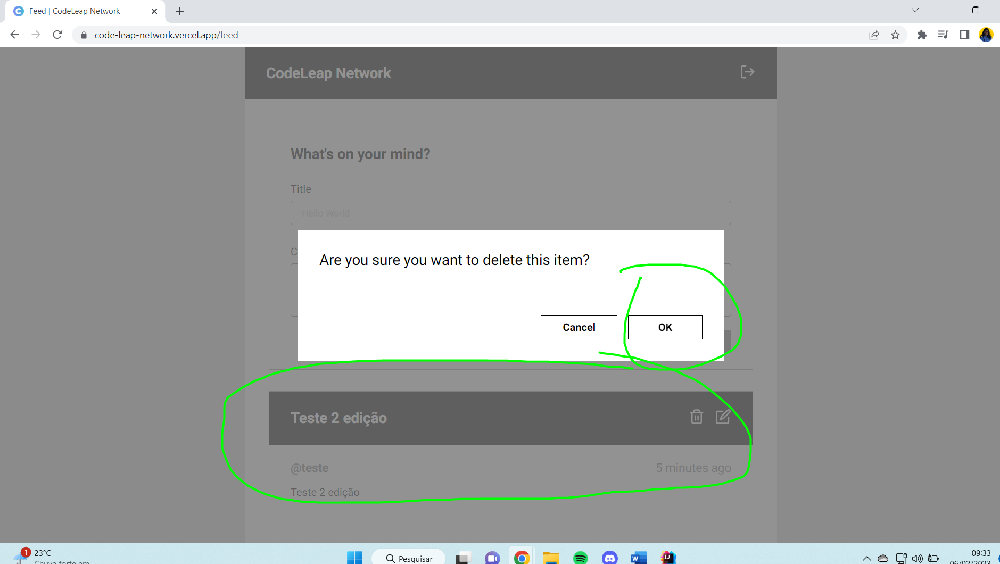 Feed | CodeLeap Network
code-leap-network.vercel.app/feed
CodeLeap Network
What's on your mind?
Title
Hello World
C
Are you sure you want to delete this item?
Cancel
OK
Teste 2 edição
@teste
5 minutes ago
Teste 2 edição
1
23°C
Chuva forte em
Pesquisar
W
IJ
09:33
06/02/2023